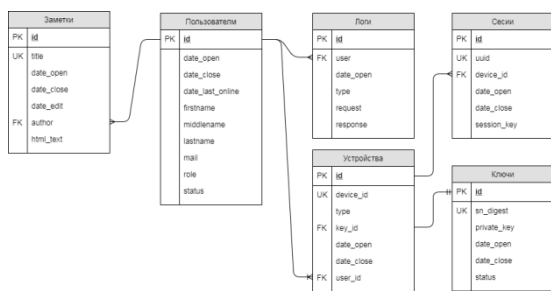 Заметки
PK id
UK title
date_open
date_close
date_edit
FK author
html_text
Пользователи
PK id
date_open
date_close
date_last_online
firstname
middlename
lastname
mail
role
status
Логи
PK id
FK user
date_open
type
request
response
Сесии
PK id
UK uuid
FK device_id
date_open
date_close
session_key
Устройства
PK id
UK device_id
type
FK key_id
date_open
date_close
FK user_id
Ключи
PK id
UK sn_digest
private_key
date_open
date_close
status